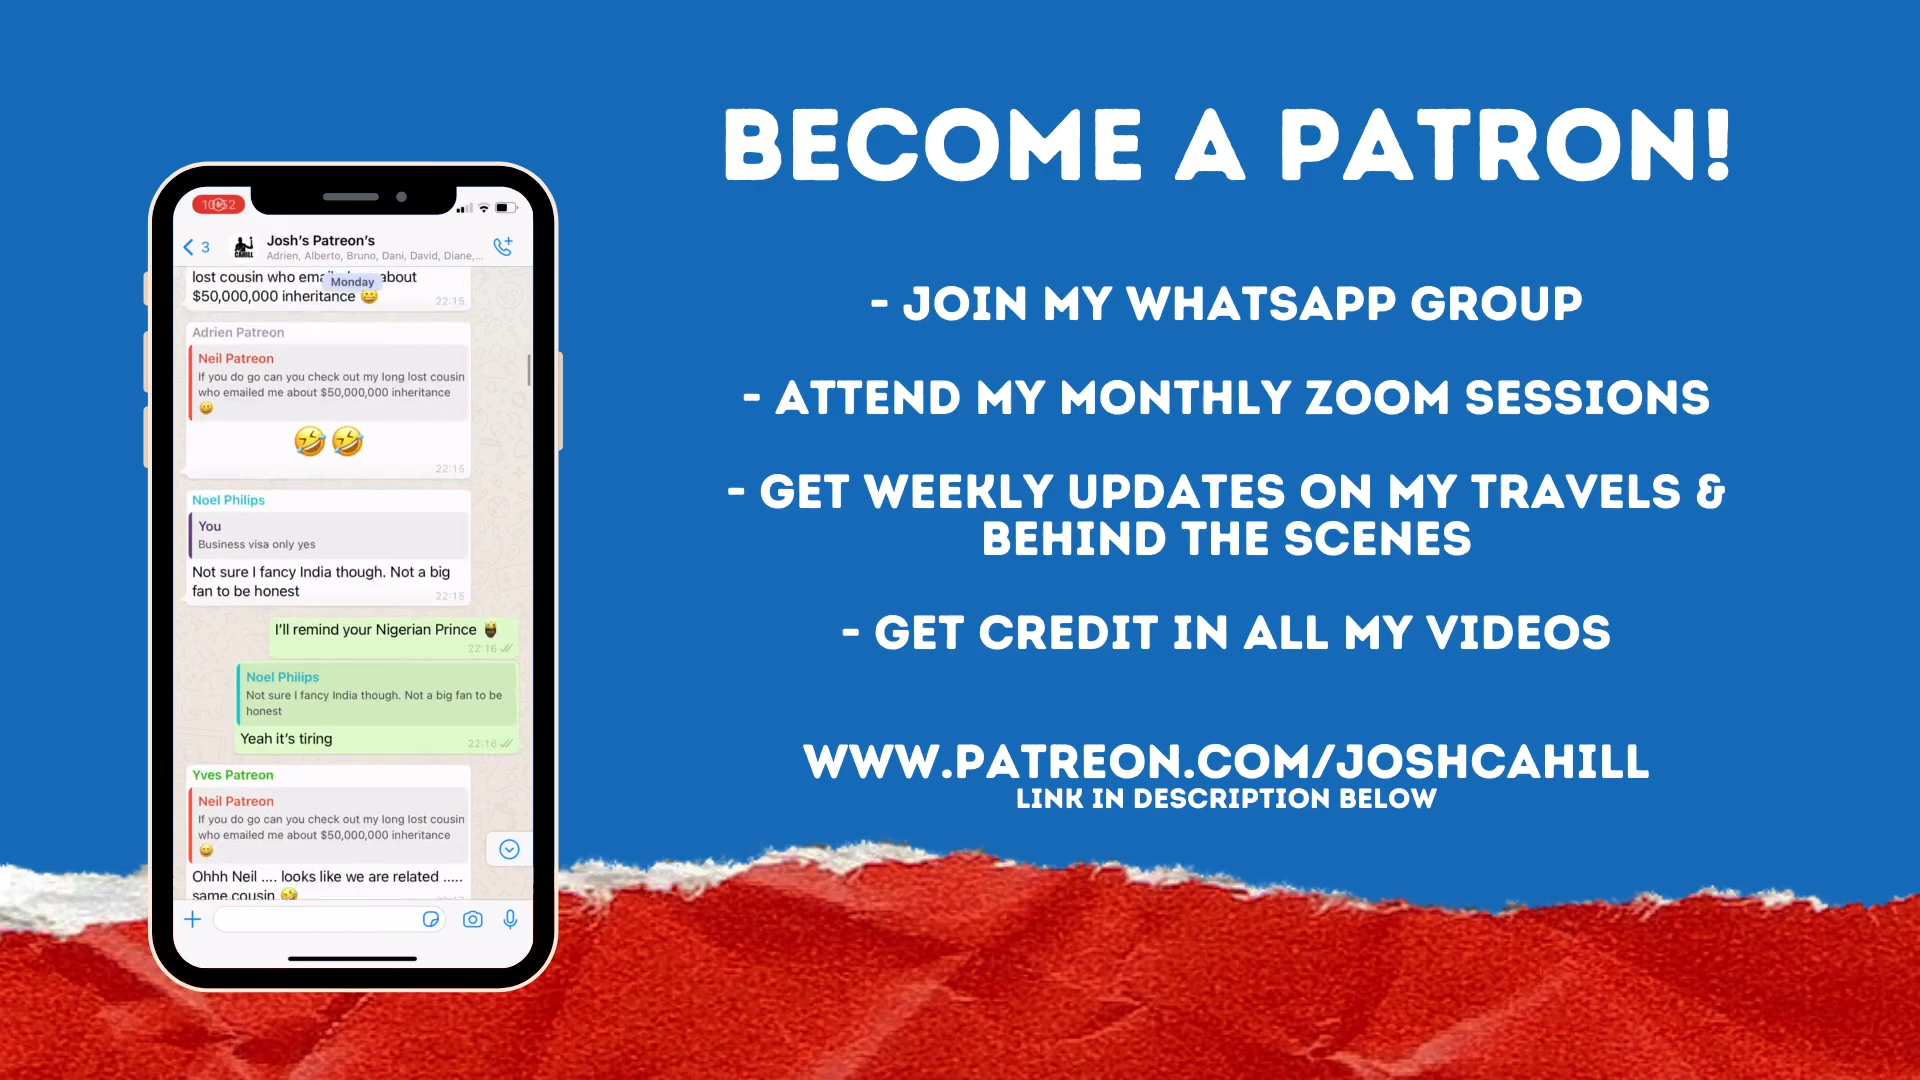 BECOME A PATRON!
- JOIN MY WHATSAPP GROUP
- ATTEND MY MONTHLY ZOOM SESSIONS
- GET WEEKLY UPDATES ON MY TRAVELS &
BEHIND THE SCENES
- GET CREDIT IN ALL MY VIDEOS
WWW.PATREON.COM/JOSHCAHILL
LINK IN DESCRIPTION BELOW
3
Josh's Patreon's
Adrien, Alberto, Bruno, Dani, David, Diane,...
CAHILL
Monday
lost cousin who about
$50,000,000 inheritance 😄
22:15
Adrien Patreon
Neil Patreon
If you do go can you check out my long lost cousin
who emailed me about $50,000,000 inheritance
😄
🤣🤣
22:15
Noel Philips
You
Business visa only yes
Not sure I fancy India though. Not a big
fan to be honest
22:15
I'll remind your Nigerian Prince 🤴🏿
22:16
Noel Philips
Not sure I fancy India though. Not a big fan to be
honest
Yeah it's tiring
22:16
Yves Patreon
Neil Patreon
If you do go can you check out my long lost cousin
who emailed me about $50,000,000 inheritance
😄
Ohhh Neil .... looks like we are related .....
same cousin 🤣